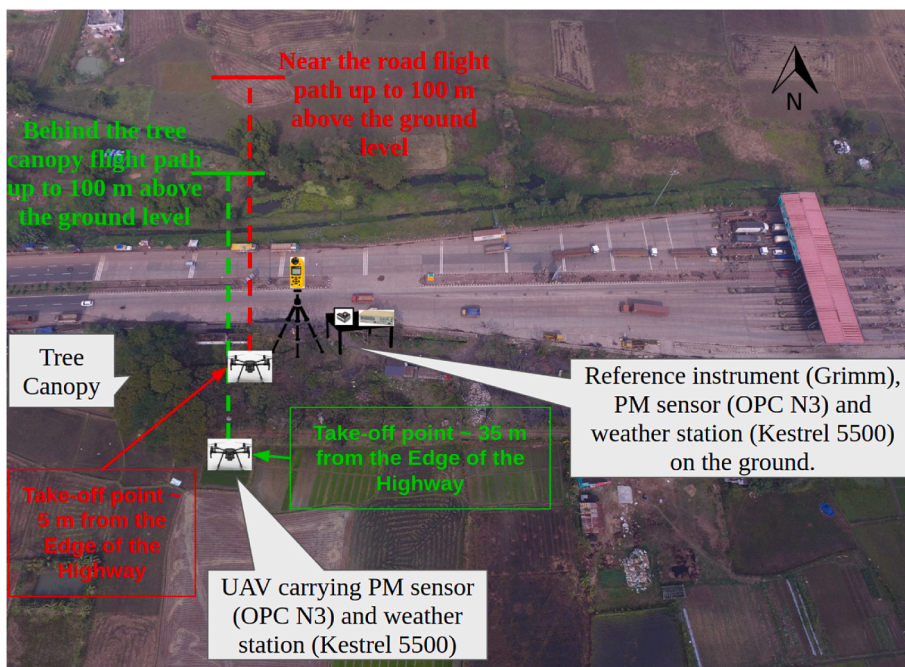 Near the road flight
path up to 100 m
above the ground
level
Behind the tree
canopy flight path
up to 100 m above
the ground level
N
Tree
Canopy
Reference instrument (Grimm),
PM sensor (OPC N3) and
weather station (Kestrel 5500)
on the ground.
Take-off point ~ 35 m
from the Edge of the
Highway
Take-off point ~
5 m from the
Edge of the
Highway
UAV carrying PM sensor
(OPC N3) and weather
station (Kestrel 5500)